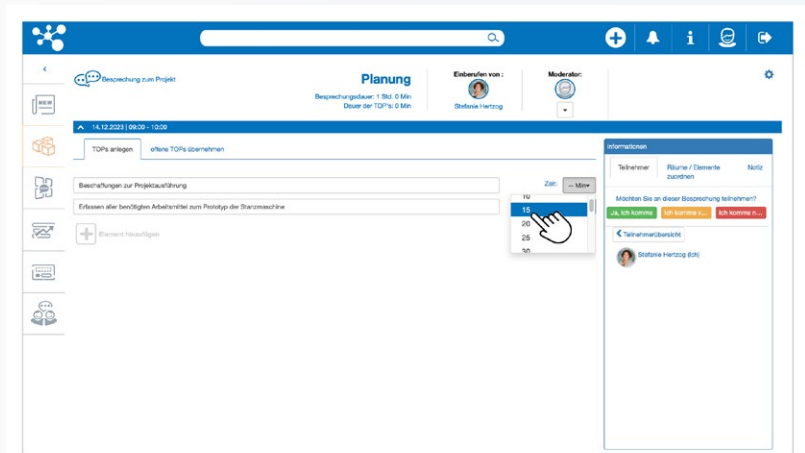 Besprechung zum Projekt
Planung
Besprechungsdauer: 1 Std. 0 Min
Dauer der TOP's: 0 Min
Einberufen von :
Stefanie Hertzog
Moderator:
NEW
14.12.2023 | 09:00 - 10:00
TOPs anlegen
offene TOPs übernehmen
Beschaffungen zur Projektausführung
Zeit:
-- Min
Erfassen aller benötigten Arbeitsmittel zum Prototyp der Stanzmaschine
Element hinzufügen
10
15
20
25
30
Informationen
Teilnehmer
Räume / Elemente
zuordnen
Notiz
Möchten Sie an dieser Besprechung teilnehmen?
Ja, ich komme
Ich komme v...
Ich komme n...
Teilnehmerübersicht
Stefanie Hertzog (Ich)